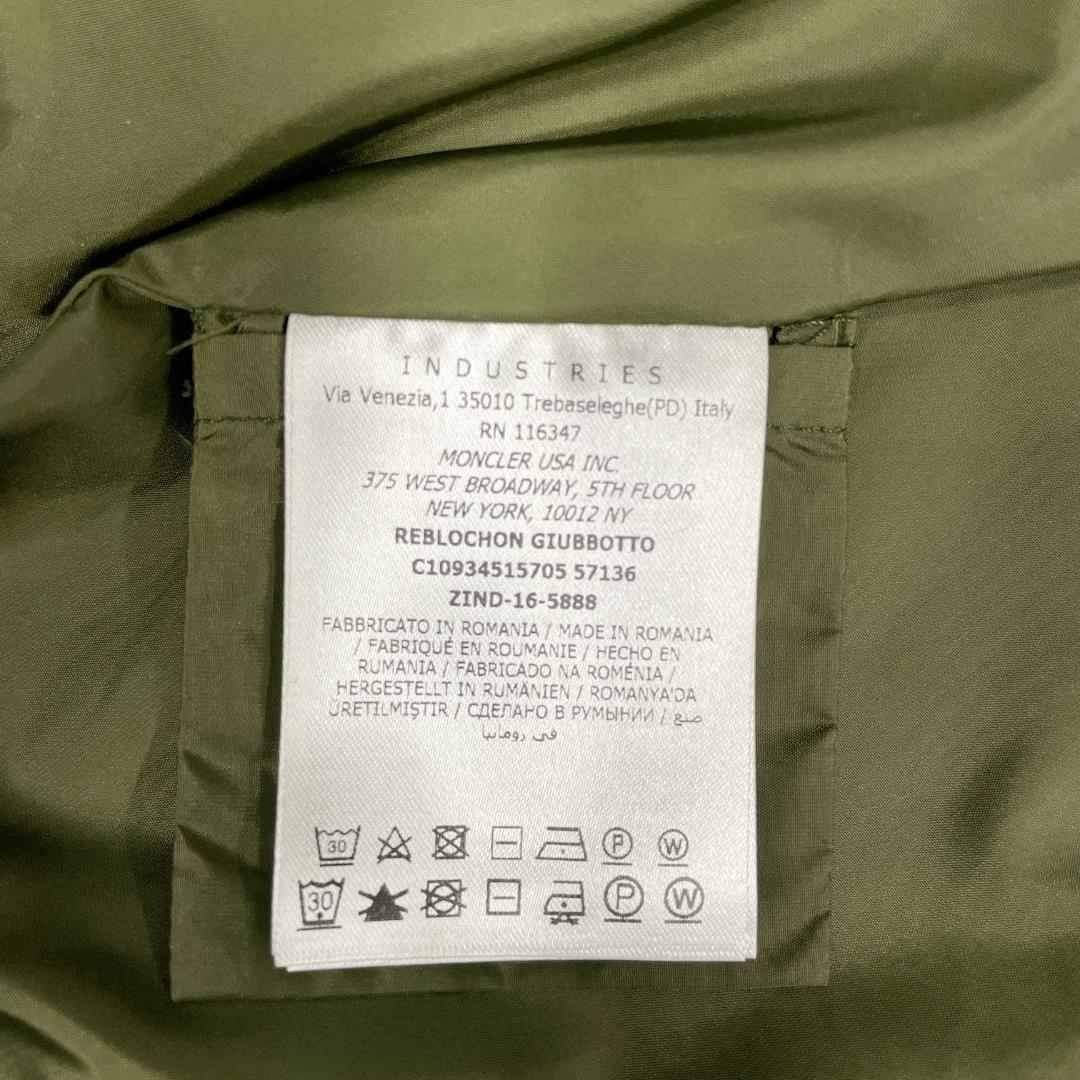 INDUSTRIES
Via Venezia,1 35010 Trebaseleghe(PD) Italy
RN 116347
MONCLER USA INC.
375 WEST BROADWAY, 5TH FLOOR
NEW YORK, 10012 NY
REBLOCHON GIUBBOTTO
C10934515705 57136
ZIND-16-5888
FABBRICATO IN ROMANIA / MADE IN ROMANIA
/ FABRIQUÉ EN ROUMANIE / HECHO EN
RUMANIA / FABRICADO NA ROMÉNIA /
HERGESTELLT IN RUMÄNIEN / ROMANYA'DA
ÜRETILMIŞTIR / СДЕЛАНО В РУМЫНИИ / صنع
في رومانيا
30 P W
30 P W